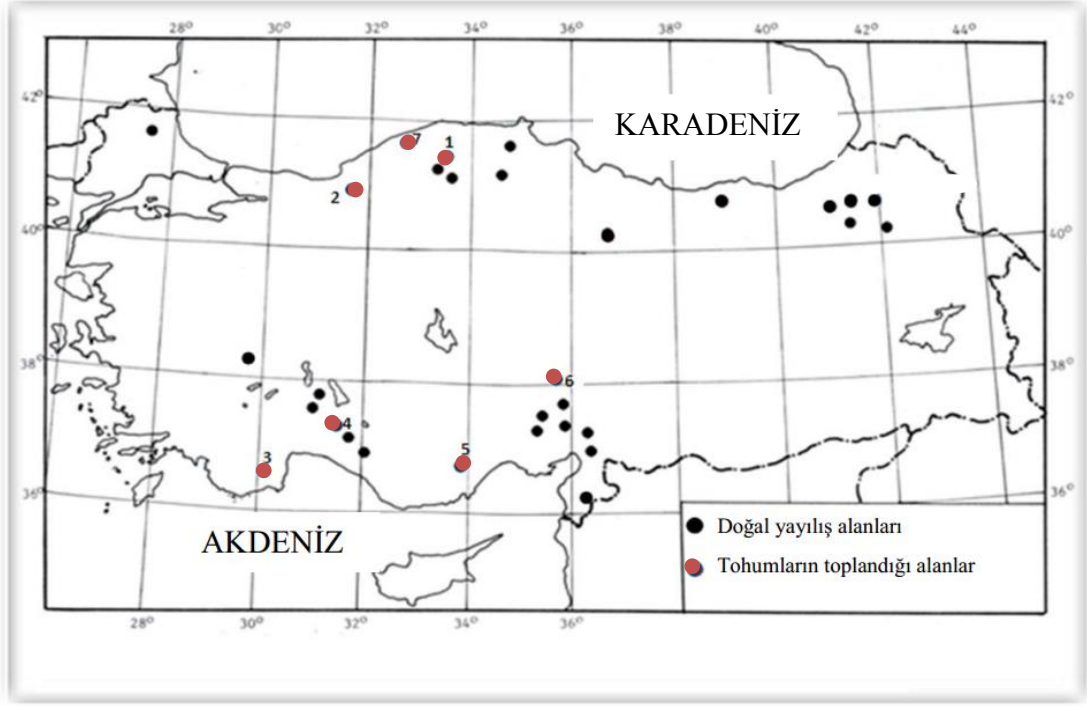 28° 30° 32° 34° 36° 38° 40° 42° 44°
42° 42°
KARADENİZ
7 1
2
40° 40°
38° 38°
6
4
5
3
36° 36°
AKDENİZ
Doğal yayılış alanları
Tohumların toplandığı alanlar
28° 30° 32° 34° 36°